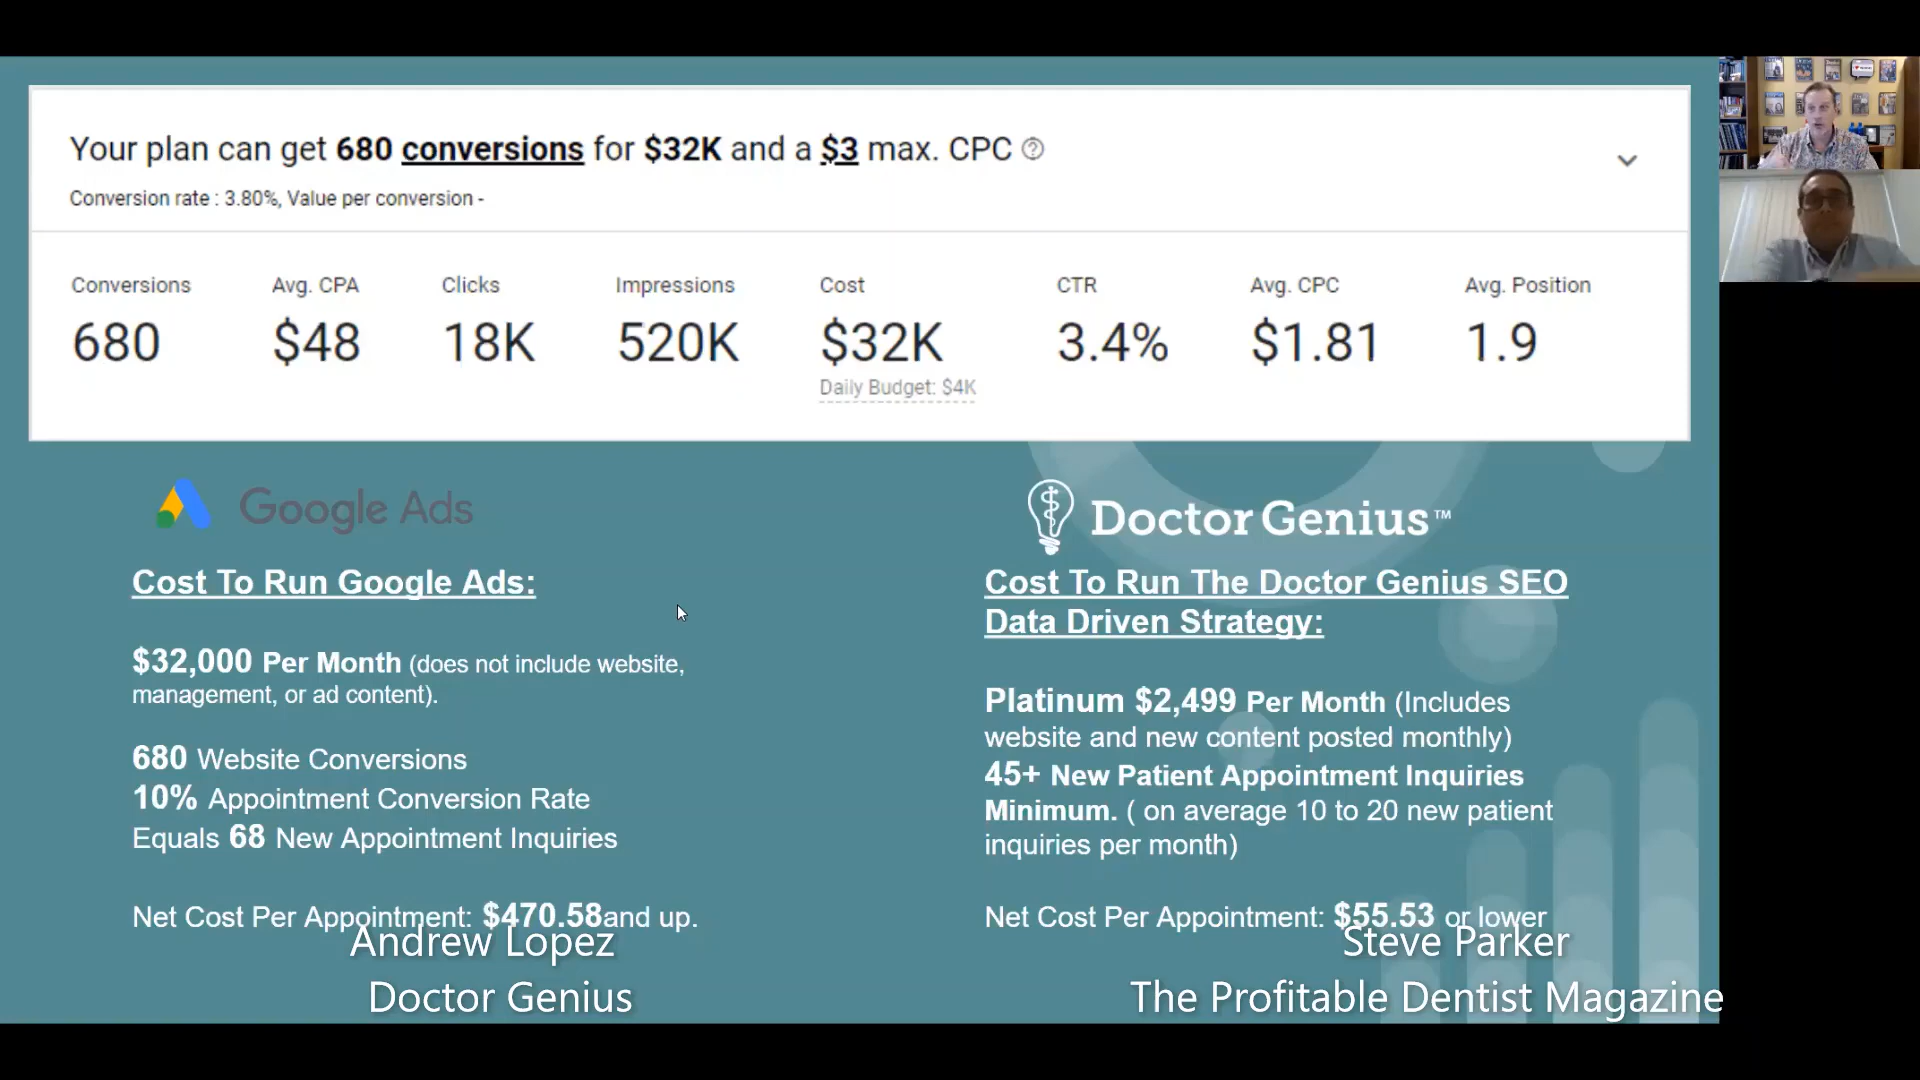 Your plan can get 680 conversions for $32K and a $3 max. CPC
Conversion rate : 3.80%, Value per conversion -
Conversions Avg. CPA Clicks Impressions Cost CTR Avg. CPC Avg. Position
680 $48 18K 520K $32K 3.4% $1.81 1.9
Daily Budget: $4K
Google Ads
Cost To Run Google Ads:
$32,000 Per Month (does not include website,
management, or ad content).
680 Website Conversions
10% Appointment Conversion Rate
Equals 68 New Appointment Inquiries
Net Cost Per Appointment: $470.58and up.
Doctor Genius™
Cost To Run The Doctor Genius SEO
Data Driven Strategy:
Platinum $2,499 Per Month (Includes
website and new content posted monthly)
45+ New Patient Appointment Inquiries
Minimum. ( on average 10 to 20 new patient
inquiries per month)
Net Cost Per Appointment: $55.53 or lower
Andrew Lopez
Doctor Genius
Steve Parker
The Profitable Dentist Magazine